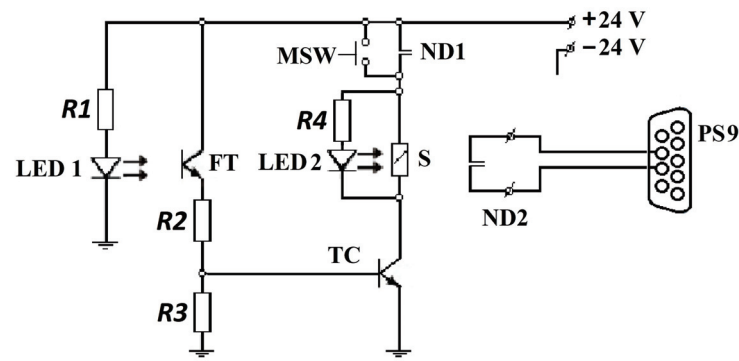 +24 V
−24 V
MSW
ND1
R1
R4
PS9
LED 1
FT
LED 2
S
R2
ND2
TC
R3